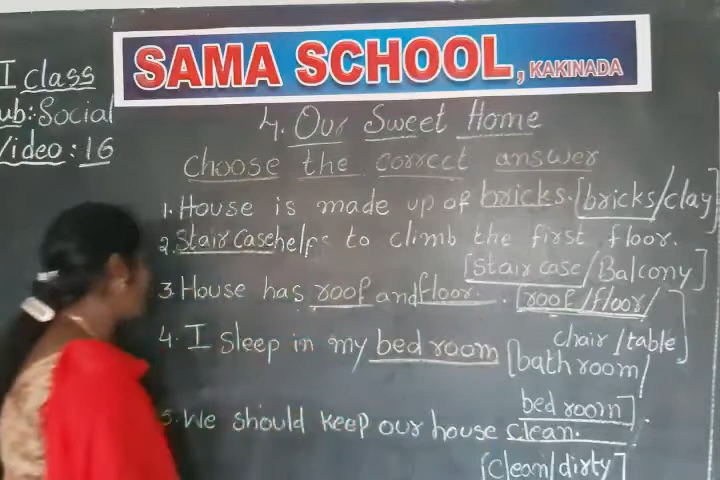 SAMA SCHOOL, KAKINADA
I class
ub: Social
Video: 16
4. Our Sweet Home
choose the correct answer
1. House is made up of bricks. [bricks/clay]
2. Stair case helps to climb the first floor.
[stair case/Balcony]
3. House has roof and floor. [roof/floor/
chair/table]
4. I sleep in my bed room [bath room/
bed room].
5. We should keep our house clean.
[clean/dirty]